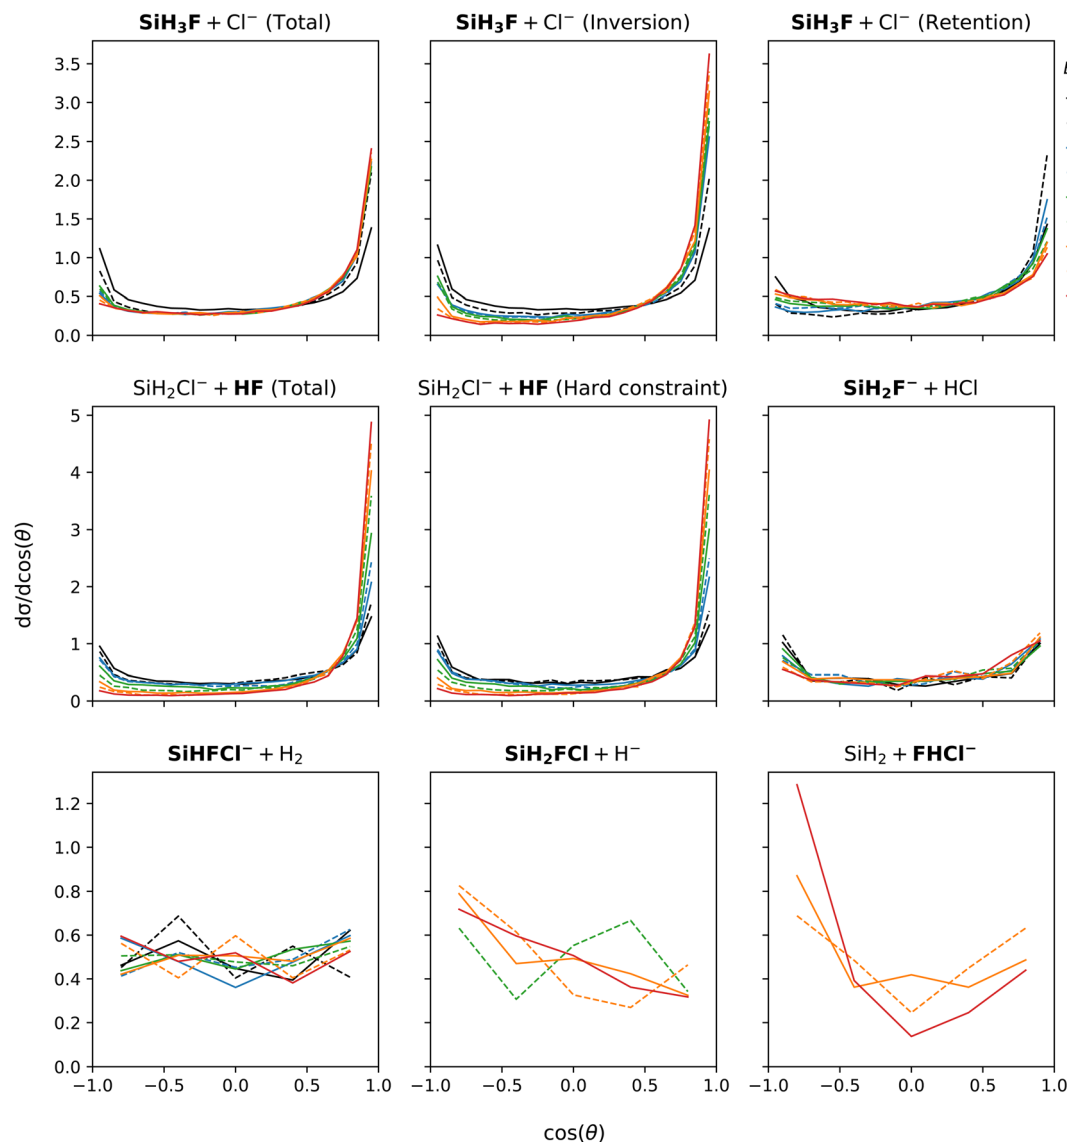 SiH₃F + Cl⁻ (Total)
SiH₃F + Cl⁻ (Inversion)
SiH₃F + Cl⁻ (Retention)
3.5
3.0
2.5
2.0
1.5
1.0
0.5
0.0
SiH₂Cl⁻ + HF (Total)
SiH₂Cl⁻ + HF (Hard constraint)
SiH₂F⁻ + HCl
5
4
3
2
1
0
dσ/dcos(θ)
SiHFCl⁻ + H₂
SiH₂FCl + H⁻
SiH₂ + FHCl⁻
1.2
1.0
0.8
0.6
0.4
0.2
0.0
−1.0 −0.5 0.0 0.5 1.0
−1.0 −0.5 0.0 0.5 1.0
−1.0 −0.5 0.0 0.5 1.0
cos(θ)